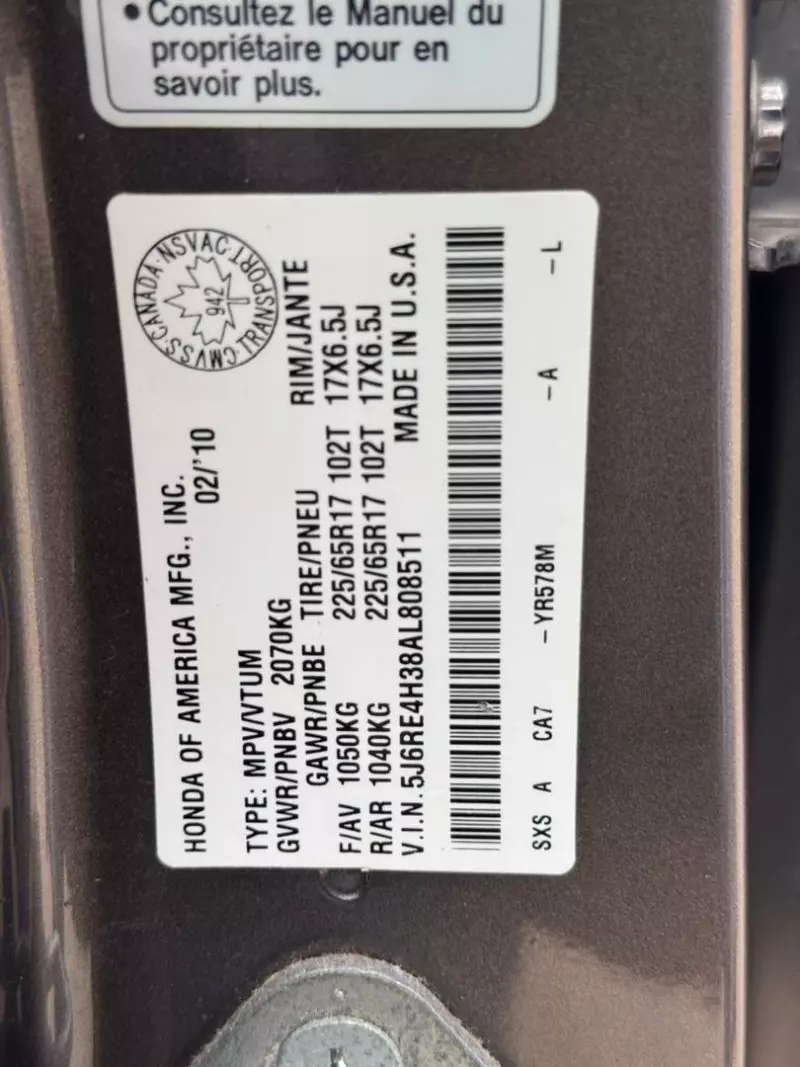 • Consultez le Manuel du
propriétaire pour en
savoir plus.
HONDA OF AMERICA MFG., INC.
02/'10
CMVSS·CANADA·NSVAC·TRANSPORT·
942
TYPE: MPV/VTUM
GVWR/PNBV 2070KG
GAWR/PNBE TIRE/PNEU RIM/JANTE
F/AV 1050KG 225/65R17 102T 17X6.5J
R/AR 1040KG 225/65R17 102T 17X6.5J
V.I.N.5J6RE4H38AL808511 MADE IN U.S.A.
SXS A CA7 -YR578M -A -L